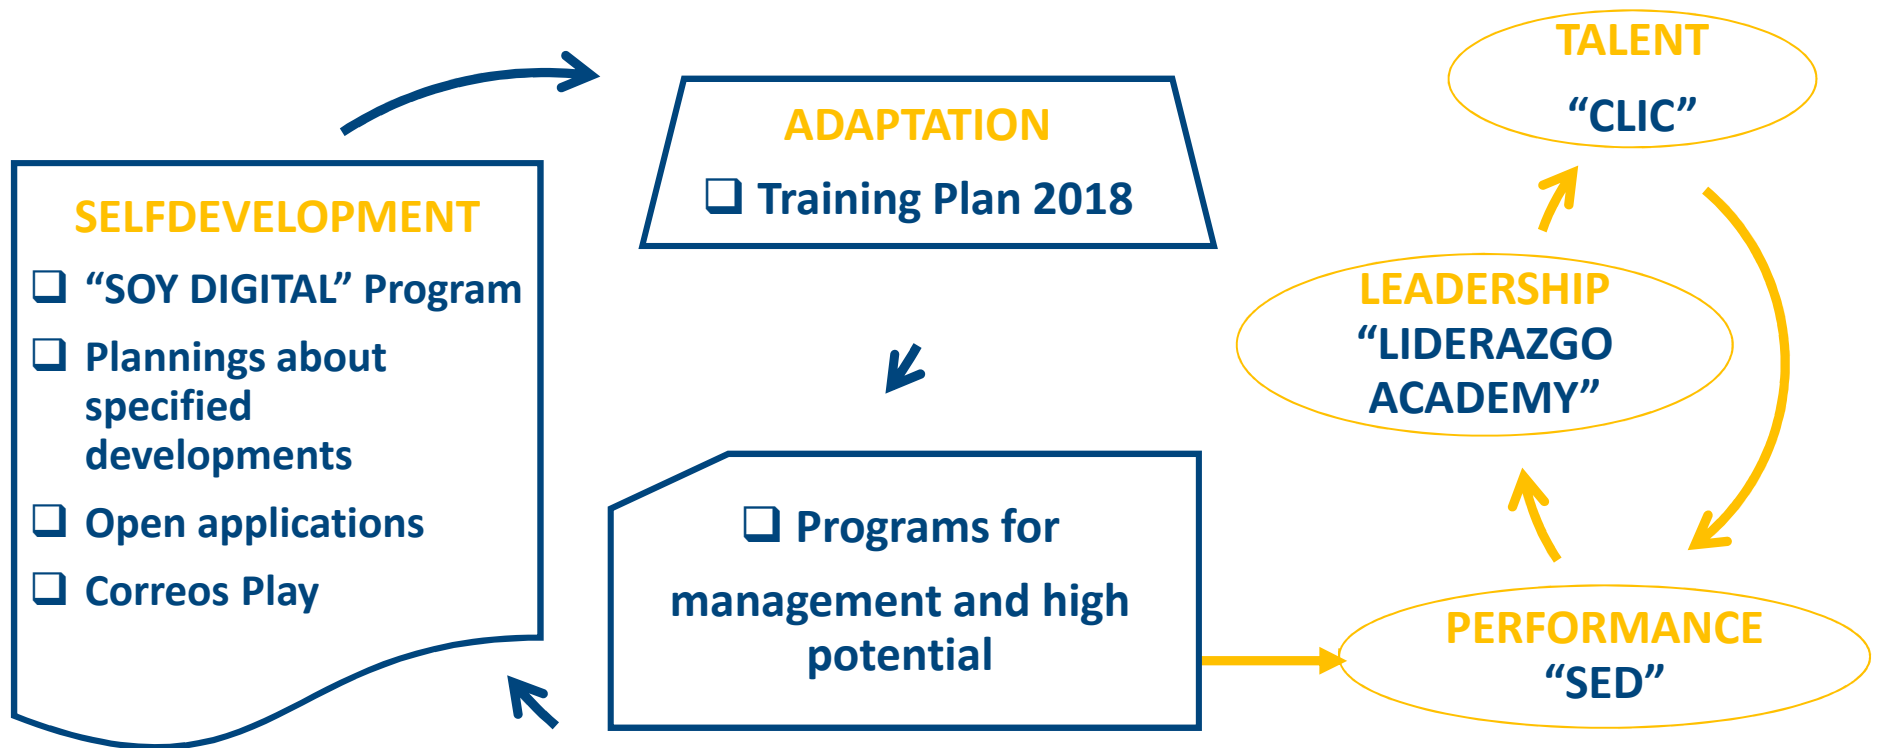 SELFDEVELOPMENT
“SOY DIGITAL” Program
Plannings about
specified
developments
Open applications
Correos Play
ADAPTATION
Training Plan 2018
Programs for
management and high
potential
TALENT
“CLIC”
LEADERSHIP
“LIDERAZGO
ACADEMY”
PERFORMANCE
“SED”